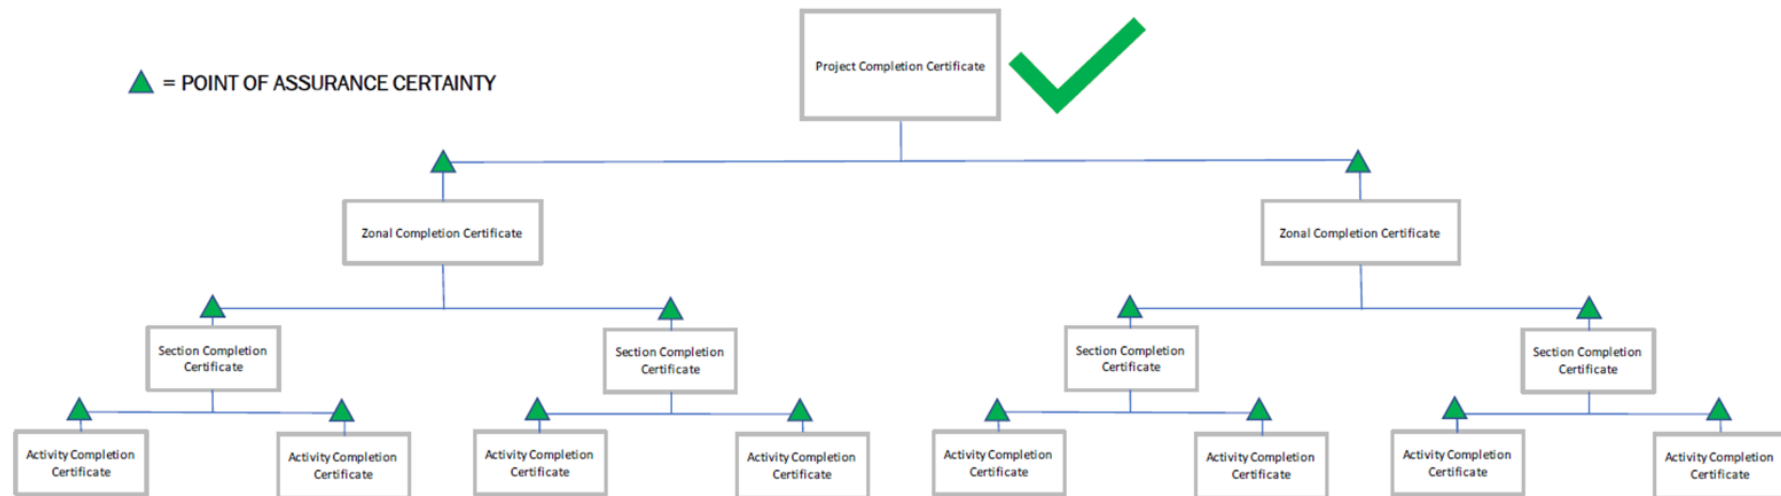 Project Completion Certificate
= POINT OF ASSURANCE CERTAINTY
Zonal Completion Certificate
Zonal Completion Certificate
Section Completion
Certificate
Section Completion
Certificate
Section Completion
Certificate
Section Completion
Certificate
Activity Completion
Certificate
Activity Completion
Certificate
Activity Completion
Certificate
Activity Completion
Certificate
Activity Completion
Certificate
Activity Completion
Certificate
Activity Completion
Certificate
Activity Completion
Certificate